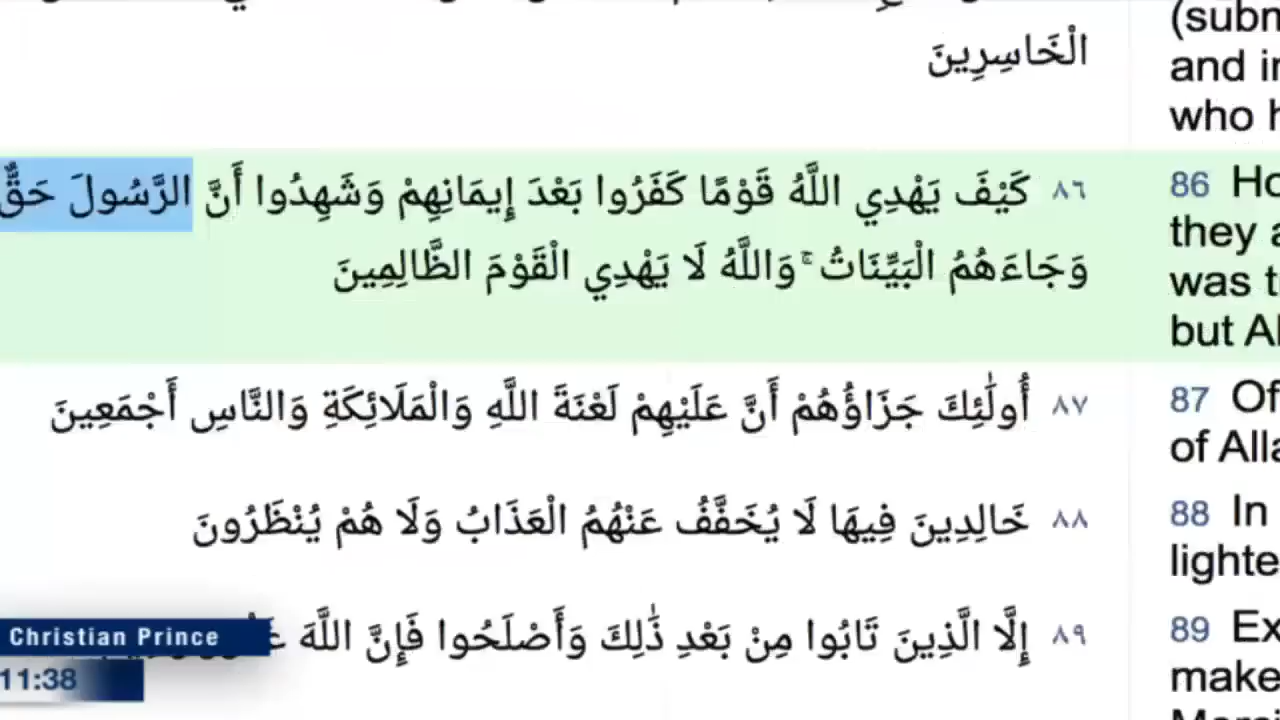 الْخَاسِرِينَ
٨٦ كَيْفَ يَهْدِي اللَّهُ قَوْمًا كَفَرُوا بَعْدَ إِيمَانِهِمْ وَشَهِدُوا أَنَّ الرَّسُولَ حَقٌّ
وَجَاءَهُمُ الْبَيِّنَاتُ ۚ وَاللَّهُ لَا يَهْدِي الْقَوْمَ الظَّالِمِينَ
٨٧ أُولَٰئِكَ جَزَاؤُهُمْ أَنَّ عَلَيْهِمْ لَعْنَةَ اللَّهِ وَالْمَلَائِكَةِ وَالنَّاسِ أَجْمَعِينَ
٨٨ خَالِدِينَ فِيهَا لَا يُخَفَّفُ عَنْهُمُ الْعَذَابُ وَلَا هُمْ يُنْظَرُونَ
٨٩ إِلَّا الَّذِينَ تَابُوا مِنْ بَعْدِ ذَٰلِكَ وَأَصْلَحُوا فَإِنَّ اللَّهَ
(subm
and in
who h
86 Ho
they a
was t
but Al
87 Of
of Alla
88 In
lighte
89 Ex
make
Christian Prince
11:38